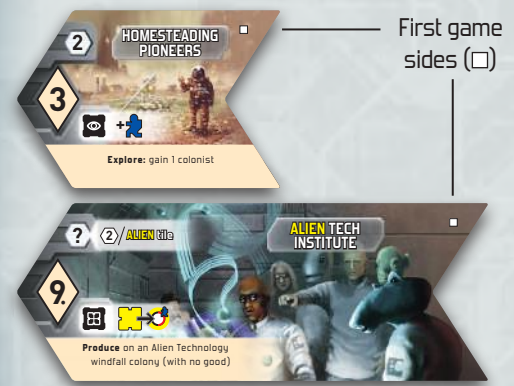 First game
sides (□)
2
HOMESTEADING
PIONEERS
3
+
Explore: gain 1 colonist
? 2/ALIEN tile
ALIEN TECH
INSTITUTE
9.
Produce on an Alien Technology
windfall colony (with no good)